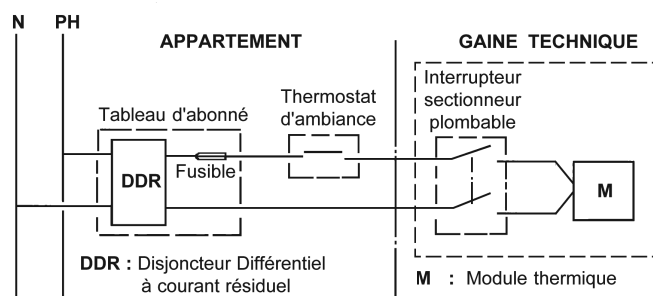 N PH
APPARTEMENT
GAINE TECHNIQUE
Tableau d'abonné
Thermostat
d'ambiance
Interrupteur
sectionneur
plombable
DDR
Fusible
M
DDR : Disjoncteur Différentiel
à courant résiduel
M : Module thermique